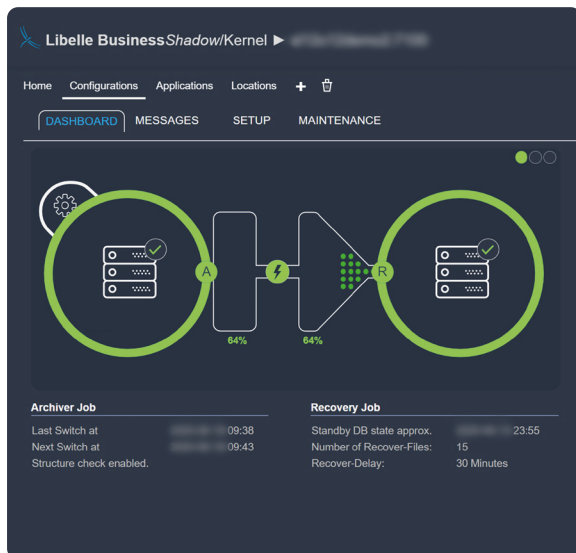 Libelle BusinessShadow/Kernel ▶
Home Configurations Applications Locations +
DASHBOARD MESSAGES SETUP MAINTENANCE
A R
64% 64%
Archiver Job
Last Switch at 09:38
Next Switch at 09:43
Structure check enabled.
Recovery Job
Standby DB state approx. 23:55
Number of Recover-Files: 15
Recover-Delay: 30 Minutes